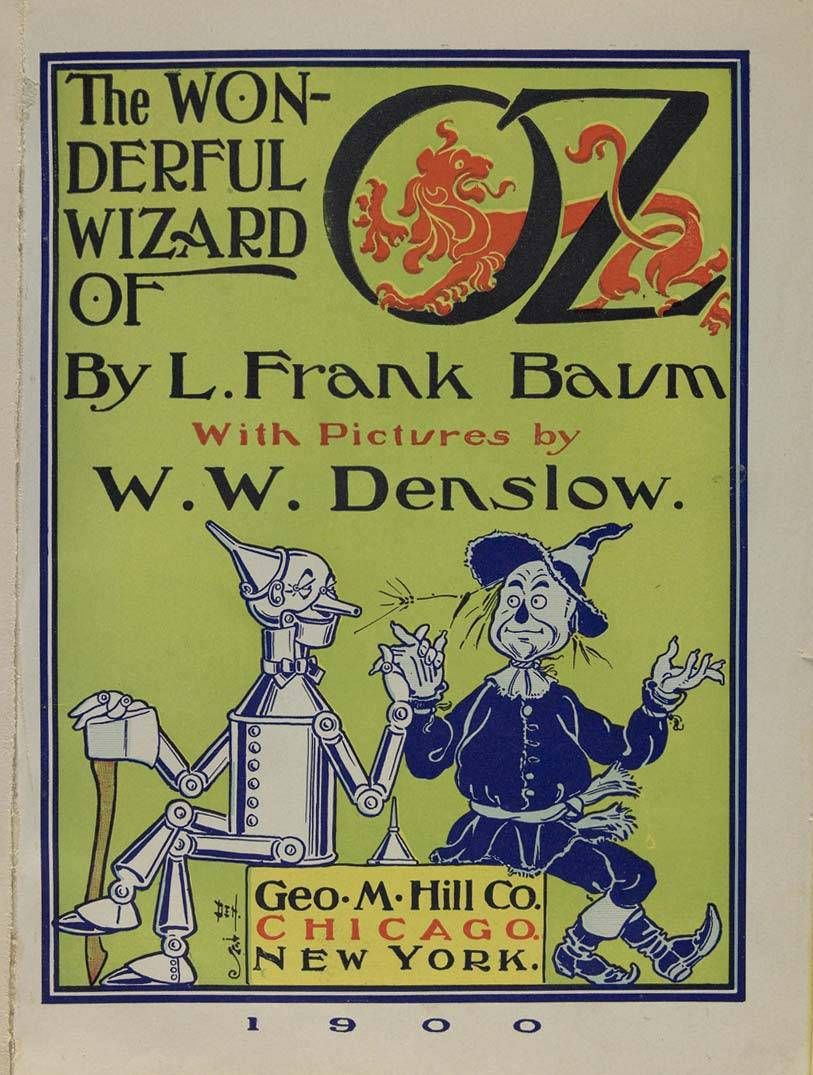 The WON-
DERFUL
WIZARD
OF
OZ
By L. Frank Baum
With Pictures by
W. W. Denslow.
Geo. M. Hill Co.
CHICAGO.
NEW YORK.
1900